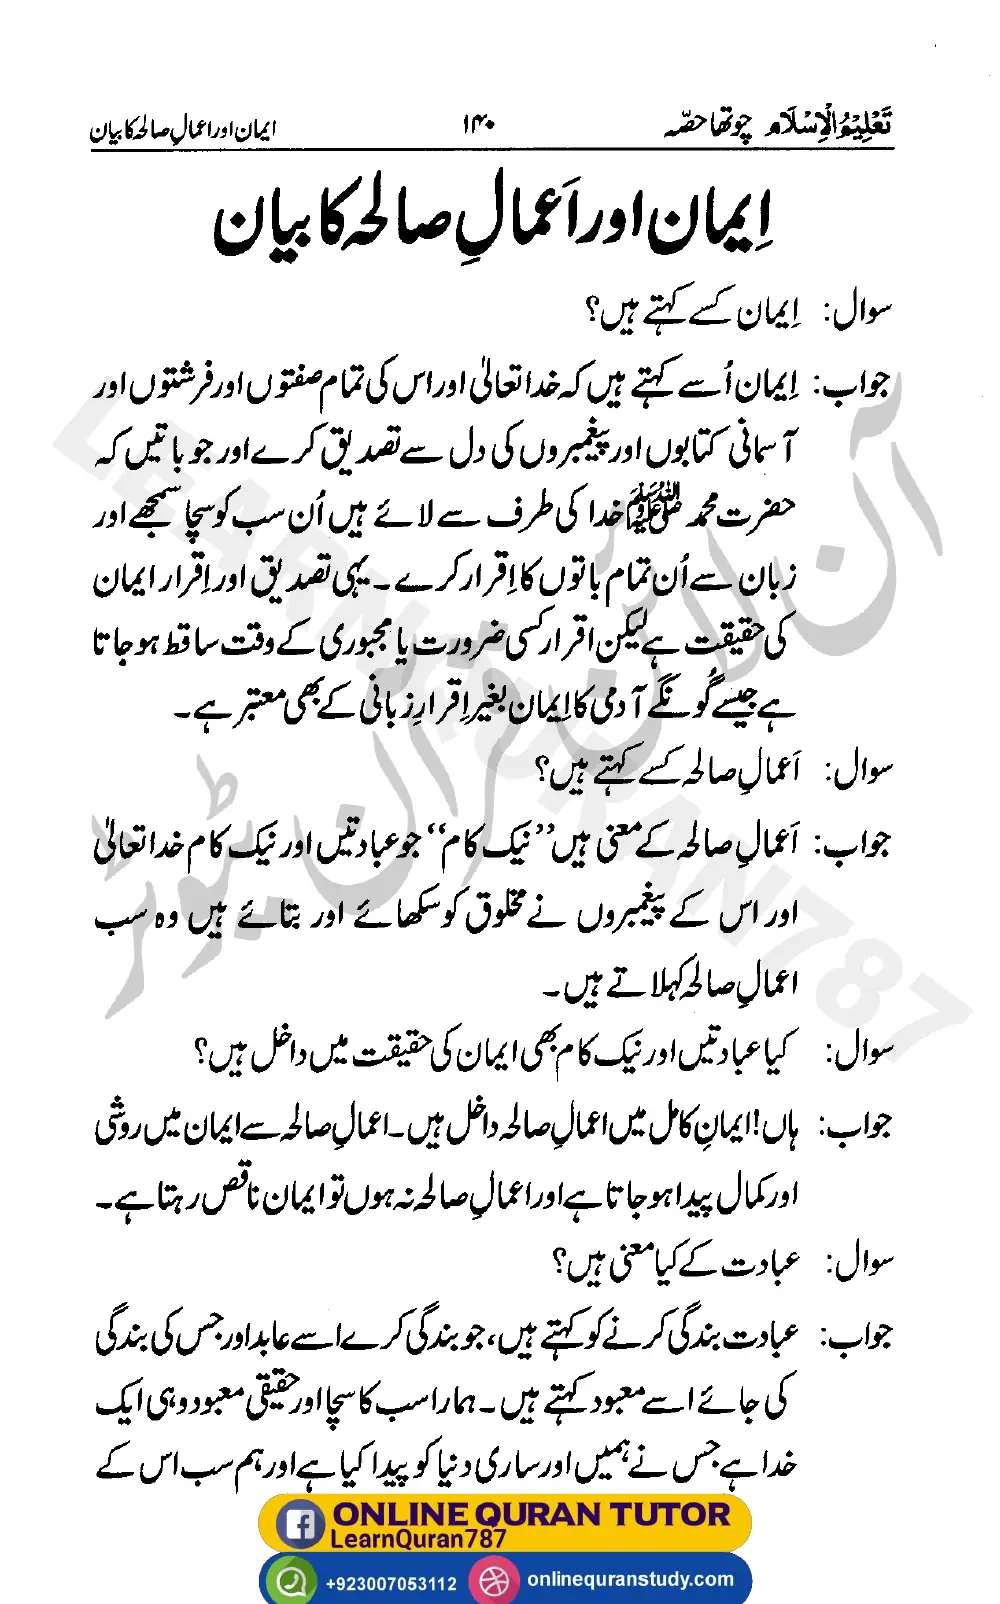 تَعْلِيْمُ الْاِسْلَام چوتھا حصّہ ۱۴۰ ایمان اور اعمالِ صالحہ کا بیان
اِیمان اور اَعمالِ صالحہ کا بیان
سوال: اِیمان کسے کہتے ہیں؟
جواب: اِیمان اُسے کہتے ہیں کہ خدا تعالیٰ اور اس کی تمام صفتوں اور فرشتوں اور
آسمانی کتابوں اور پیغمبروں کی دل سے تصدیق کرے اور جو باتیں کہ
حضرت محمد ﷺ خدا کی طرف سے لائے ہیں اُن سب کو سچا سمجھے اور
زبان سے اُن تمام باتوں کا اِقرار کرے۔ یہی تصدیق اور اِقرار ایمان
کی حقیقت ہے لیکن اقرار کسی ضرورت یا مجبوری کے وقت ساقط ہو جاتا
ہے جیسے گُونگے آدمی کا اِیمان بغیر اِقرارِ زبانی کے بھی معتبر ہے۔
سوال: اَعمالِ صالحہ کسے کہتے ہیں؟
جواب: اَعمالِ صالحہ کے معنی ہیں ”نیک کام“ جو عبادتیں اور نیک کام خدا تعالیٰ
اور اس کے پیغمبروں نے مخلوق کو سکھائے اور بتائے ہیں وہ سب
اعمالِ صالحہ کہلاتے ہیں۔
سوال: کیا عبادتیں اور نیک کام بھی ایمان کی حقیقت میں داخل ہیں؟
جواب: ہاں! ایمانِ کامل میں اعمالِ صالحہ داخل ہیں۔ اعمالِ صالحہ سے ایمان میں روشنی
اور کمال پیدا ہو جاتا ہے اور اعمالِ صالحہ نہ ہوں تو ایمان ناقص رہتا ہے۔
سوال: عبادت کے کیا معنی ہیں؟
جواب: عبادت بندگی کرنے کو کہتے ہیں، جو بندگی کرے اسے عابد اور جس کی بندگی
کی جائے اسے معبود کہتے ہیں۔ ہمارا سب کا سچا اور حقیقی معبود وہی ایک
خدا ہے جس نے ہمیں اور ساری دنیا کو پیدا کیا ہے اور ہم سب اس کے
آن لائن قرآن ٹیوٹر
LEARNQURAN787
ONLINE QURAN TUTOR
LearnQuran787
+923007053112 onlinequranstudy.com